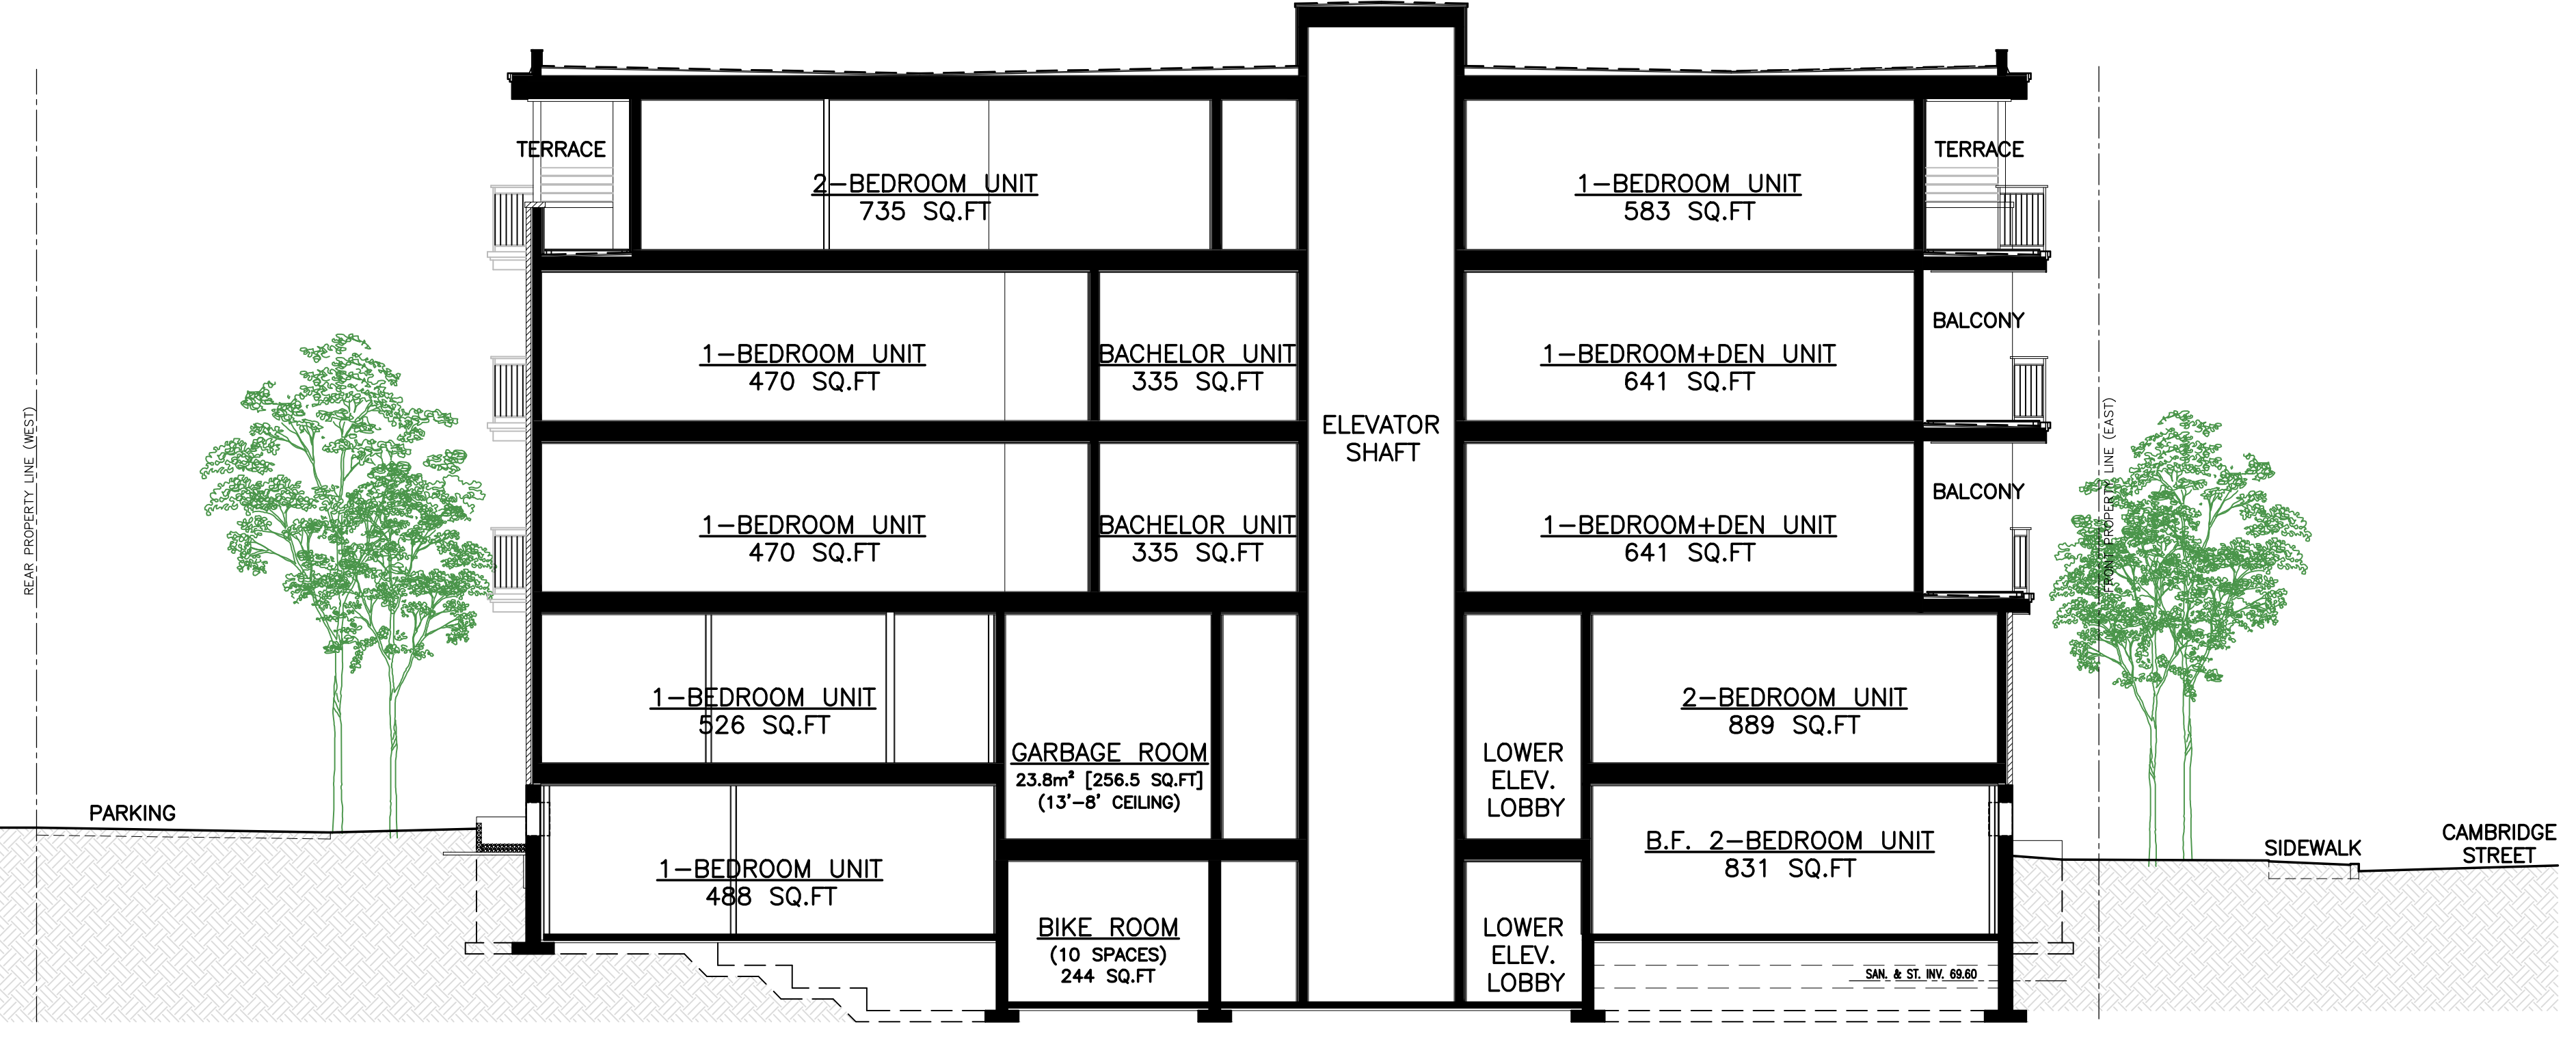 TERRACE
2-BEDROOM UNIT
735 SQ.FT
1-BEDROOM UNIT
583 SQ.FT
TERRACE
1-BEDROOM UNIT
470 SQ.FT
BACHELOR UNIT
335 SQ.FT
1-BEDROOM+DEN UNIT
641 SQ.FT
BALCONY
ELEVATOR
SHAFT
1-BEDROOM UNIT
470 SQ.FT
BACHELOR UNIT
335 SQ.FT
1-BEDROOM+DEN UNIT
641 SQ.FT
BALCONY
REAR PROPERTY LINE (WEST)
FRONT PROPERTY LINE (EAST)
1-BEDROOM UNIT
526 SQ.FT
GARBAGE ROOM
23.8m² [256.5 SQ.FT]
(13'-8' CEILING)
LOWER
ELEV.
LOBBY
2-BEDROOM UNIT
889 SQ.FT
PARKING
1-BEDROOM UNIT
488 SQ.FT
BIKE ROOM
(10 SPACES)
244 SQ.FT
LOWER
ELEV.
LOBBY
B.F. 2-BEDROOM UNIT
831 SQ.FT
SAN. & ST. INV. 69.60
SIDEWALK
CAMBRIDGE
STREET